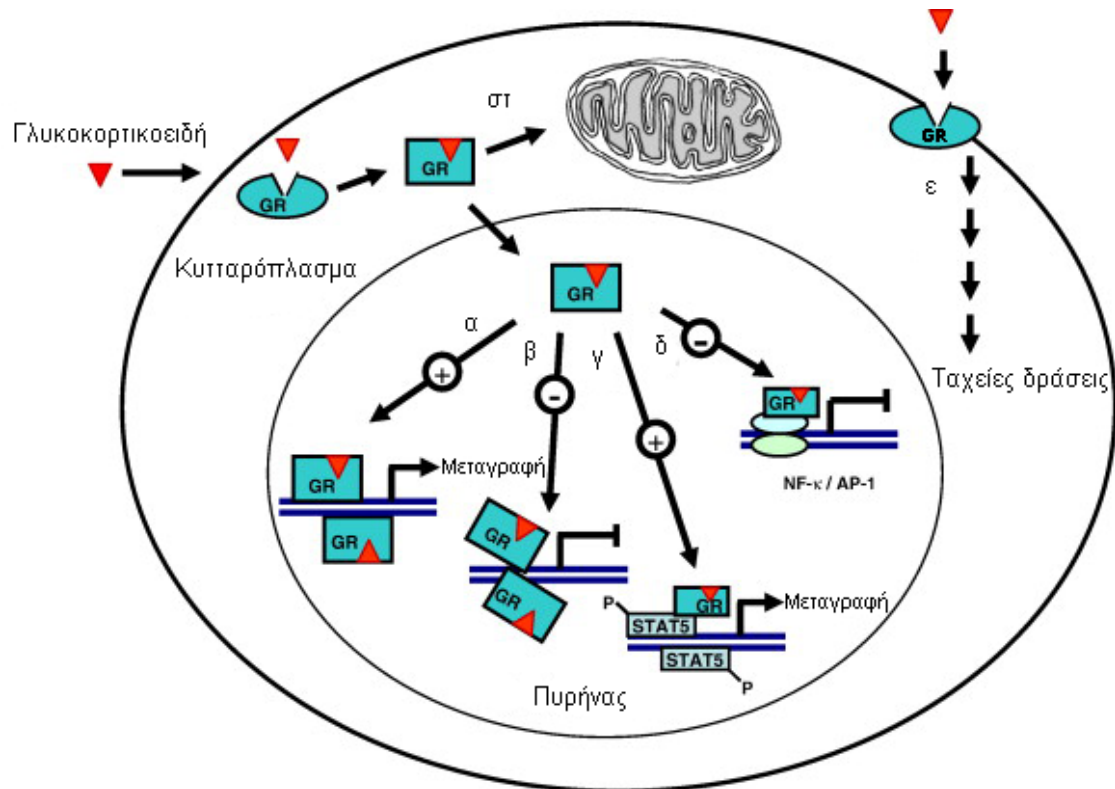 Γλυκοκορτικοειδή
GR
GR
στ
GR
ε
Ταχείες δράσεις
Κυτταρόπλασμα
GR
α
β
γ
δ
+
-
+
-
GR
Μεταγραφή
GR
GR
GR
P
GR
STAT5
Μεταγραφή
STAT5
P
GR
NF-κ / AP-1
Πυρήνας